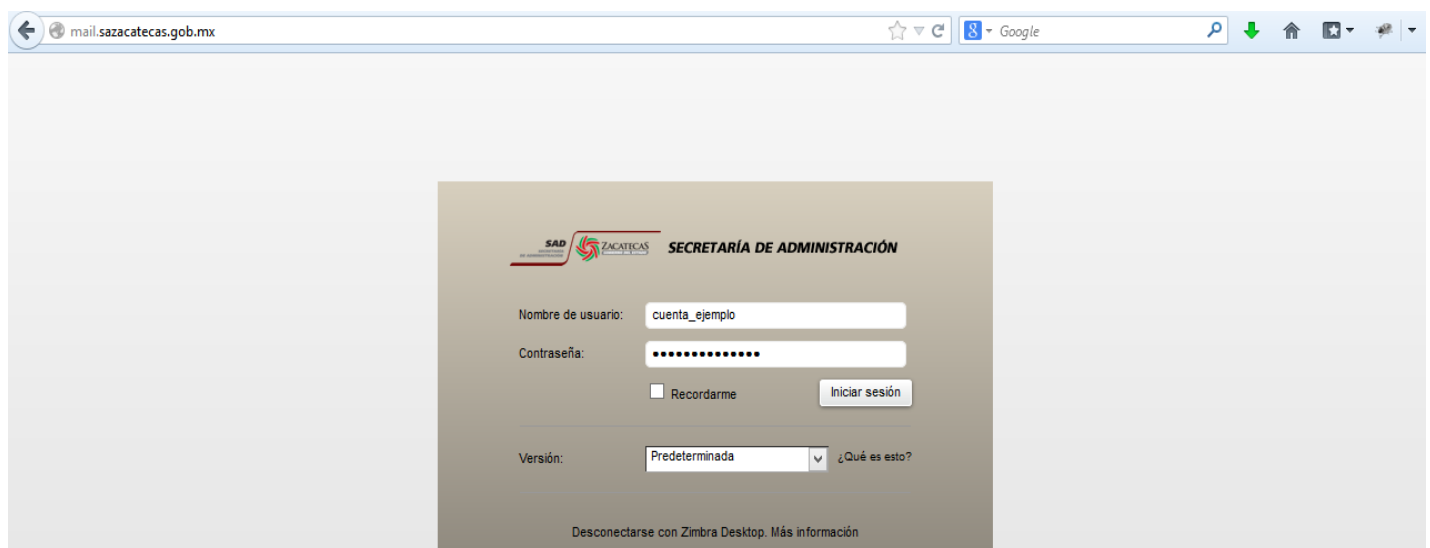 mail.sazacatecas.gob.mx
8 Google
SAD ZACATECAS SECRETARÍA DE ADMINISTRACIÓN
Nombre de usuario: cuenta_ejemplo
Contraseña: ••••••••••••••
Recordarme Iniciar sesión
Versión: Predeterminada ¿Qué es esto?
Desconectarse con Zimbra Desktop. Más información